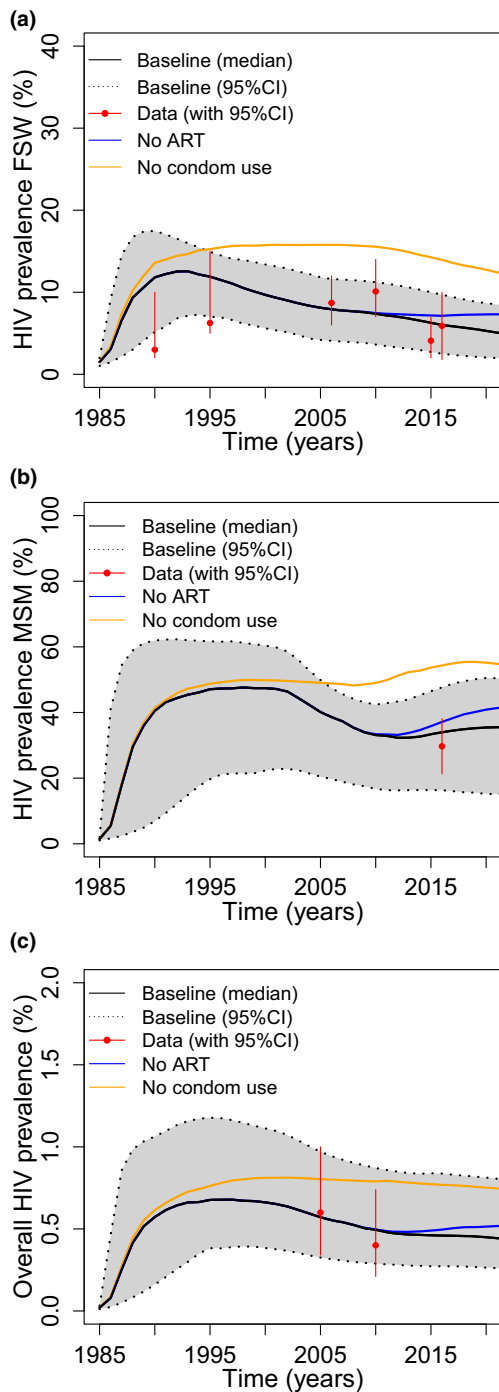 (a)
HIV prevalence FSW (%)
40
30
20
10
0
Baseline (median)
Baseline (95%CI)
Data (with 95%CI)
No ART
No condom use
1985
1995
2005
2015
Time (years)
(b)
HIV prevalence MSM (%)
100
80
60
40
20
0
Baseline (median)
Baseline (95%CI)
Data (with 95%CI)
No ART
No condom use
1985
1995
2005
2015
Time (years)
(c)
Overall HIV prevalence (%)
2.0
1.5
1.0
0.5
0.0
Baseline (median)
Baseline (95%CI)
Data (with 95%CI)
No ART
No condom use
1985
1995
2005
2015
Time (years)